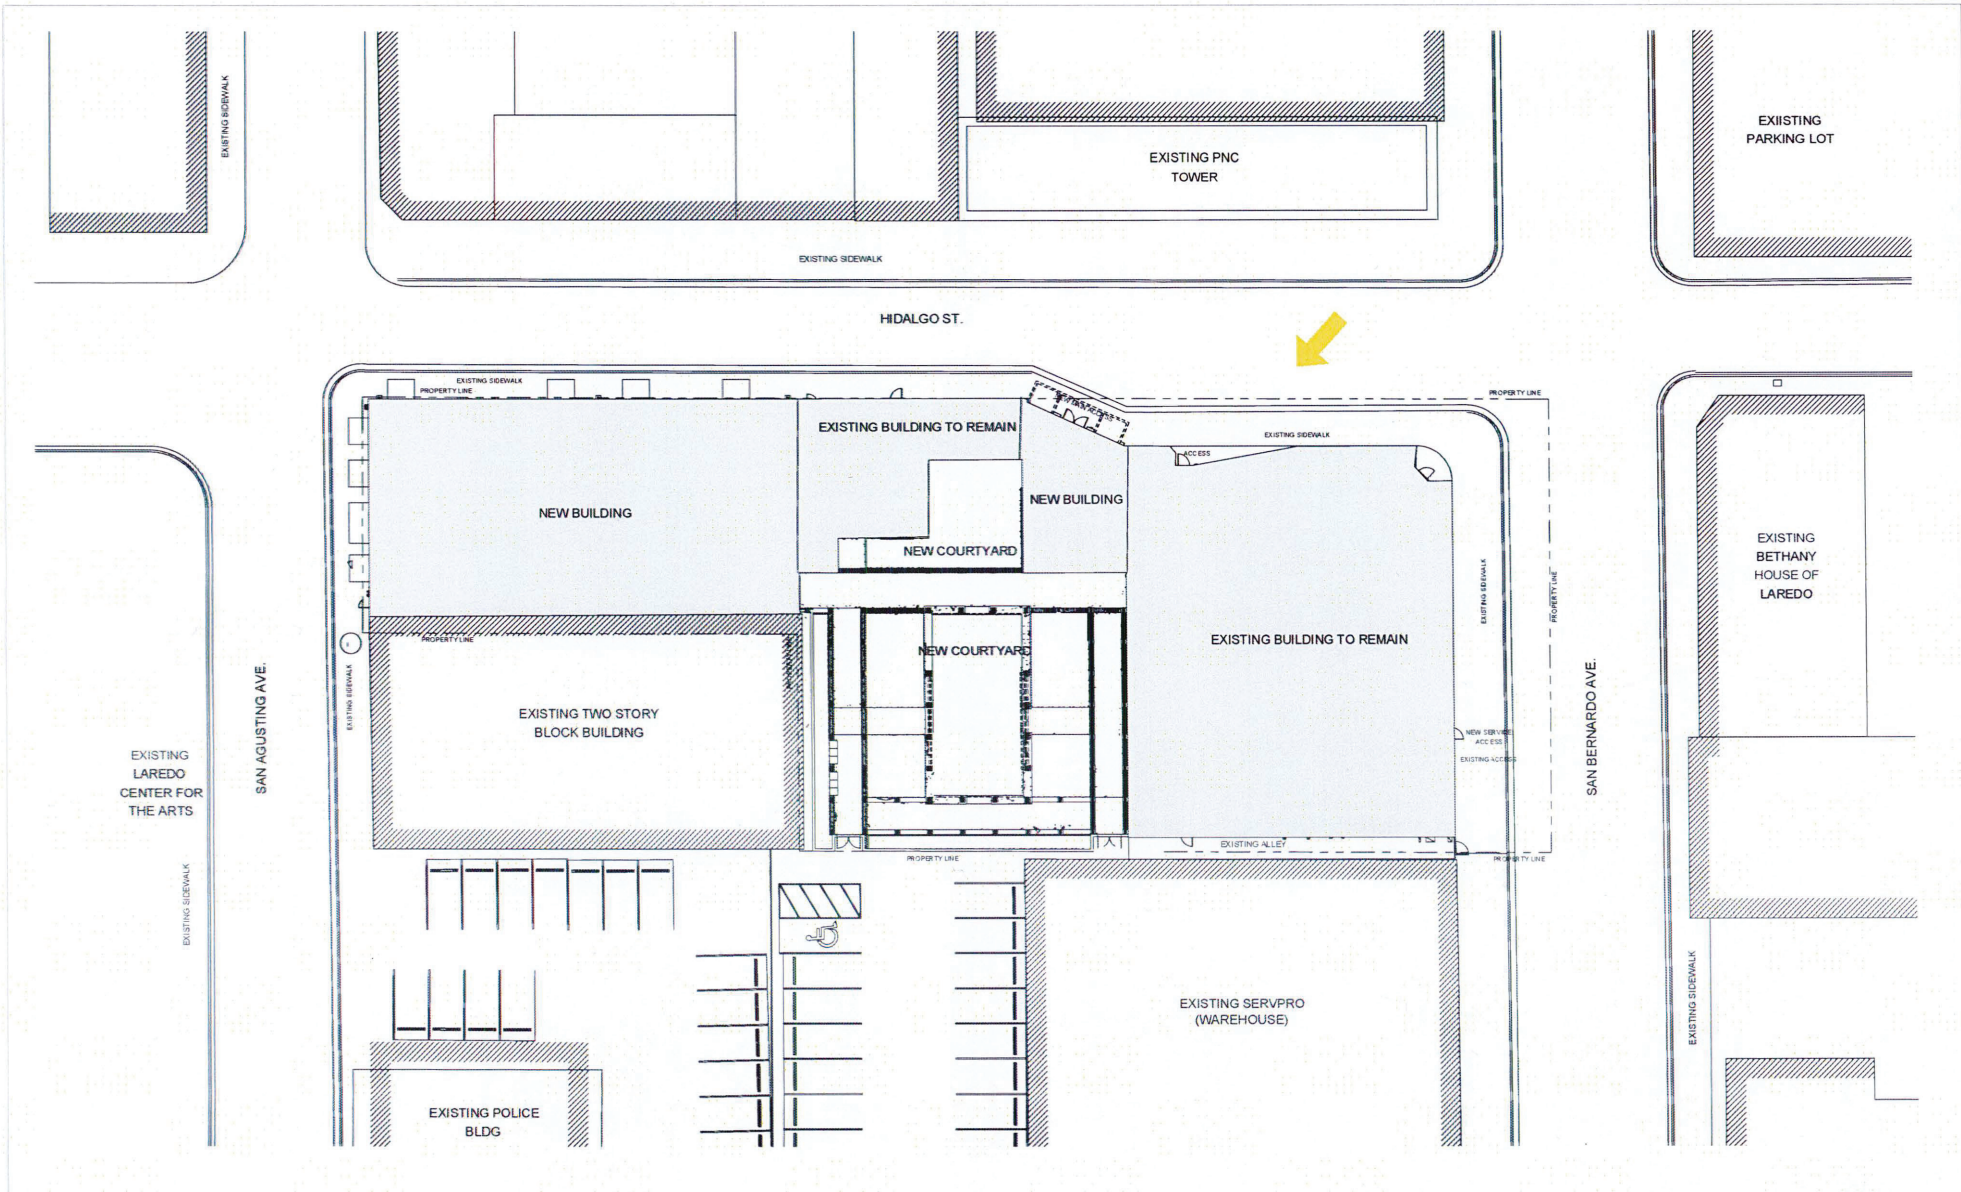 EXISTING SIDEWALK
EXISTING PNC
TOWER
EXIISTING
PARKING LOT
EXISTING SIDEWALK
HIDALGO ST.
EXISTING SIDEWALK
PROPERTY LINE
PROPERTY LINE
EXISTING BUILDING TO REMAIN
EXISTING SIDEWALK
ACCESS
NEW BUILDING
NEW BUILDING
NEW COURTYARD
EXISTING
BETHANY
HOUSE OF
LAREDO
EXISTING SIDEWALK
PROPERTY LINE
PROPERTY LINE
NEW COURTYARD
EXISTING BUILDING TO REMAIN
SAN AGUSTING AVE.
EXISTING SIDEWALK
EXISTING TWO STORY
BLOCK BUILDING
SAN BERNARDO AVE.
NEW SERVICE
ACCESS
EXISTING ACCESS
EXISTING
LAREDO
CENTER FOR
THE ARTS
EXISTING ALLEY
PROPERTY LINE
PROPERTY LINE
EXISTING SIDEWALK
EXISTING SERVPRO
(WAREHOUSE)
EXISTING SIDEWALK
EXISTING POLICE
BLDG